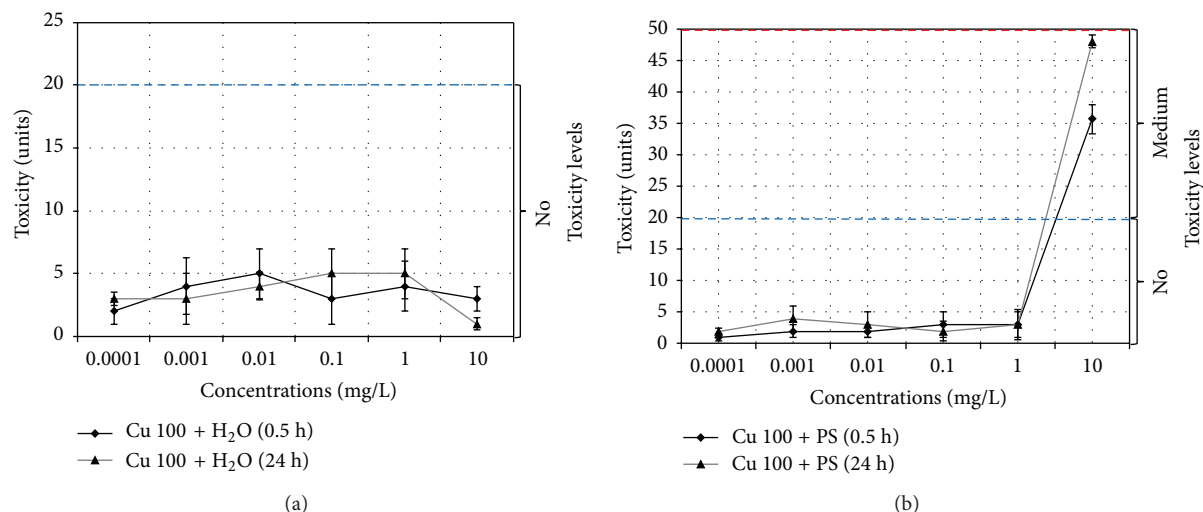 25
20
15
10
5
0
Toxicity (units)
No
Toxicity levels
0.0001 0.001 0.01 0.1 1 10
Concentrations (mg/L)
Cu 100 + H₂O (0.5 h)
Cu 100 + H₂O (24 h)
(a)
50
45
40
35
30
25
20
15
10
5
0
Toxicity (units)
Medium
No
Toxicity levels
0.0001 0.001 0.01 0.1 1 10
Concentrations (mg/L)
Cu 100 + PS (0.5 h)
Cu 100 + PS (24 h)
(b)